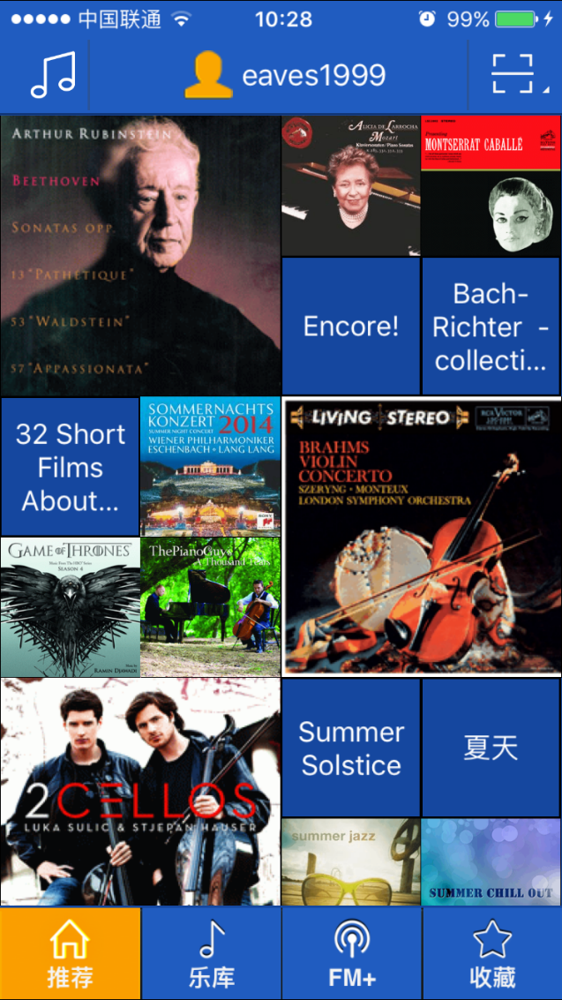 中国联通
10:28
99%
eaves1999
ARTHUR RUBINSTEIN
BEETHOVEN
SONATAS OPP.
13 "PATHÉTIQUE"
53 "WALDSTEIN"
57 "APPASSIONATA"
ALICIA DE LARROCHA
Mozart
Klaviersonaten/Piano Sonatas
MONTSERRAT CABALLÉ
Encore!
Bach-
Richter -
collecti...
32 Short
Films
About...
SOMMERNACHTS
KONZERT 2014
SUMMER NIGHT CONCERT
WIENER PHILHARMONIKER
ESCHENBACH • LANG LANG
SONY
LIVING STEREO
RCA VICTOR
BRAHMS
VIOLIN
CONCERTO
SZERYNG • MONTEUX
LONDON SYMPHONY ORCHESTRA
GAME OF THRONES
Music From The HBO Series
SEASON 4
Music by
RAMIN DJAWADI
ThePianoGuys
A Thousand Years
2CELLOS
LUKA SULIC & STJEPAN HAUSER
Summer
Solstice
夏天
summer jazz
SUMMER CHILL OUT
推荐
乐库
FM+
收藏